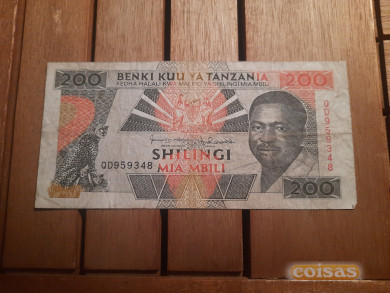 200 BENKI KUU YA TANZANIA 200
FEDHA HALALI KWA MALIPO YA SHILINGI MIA MBILI
QD959348
SHILINGI
QD959348
MIA MBILI
200
coisas